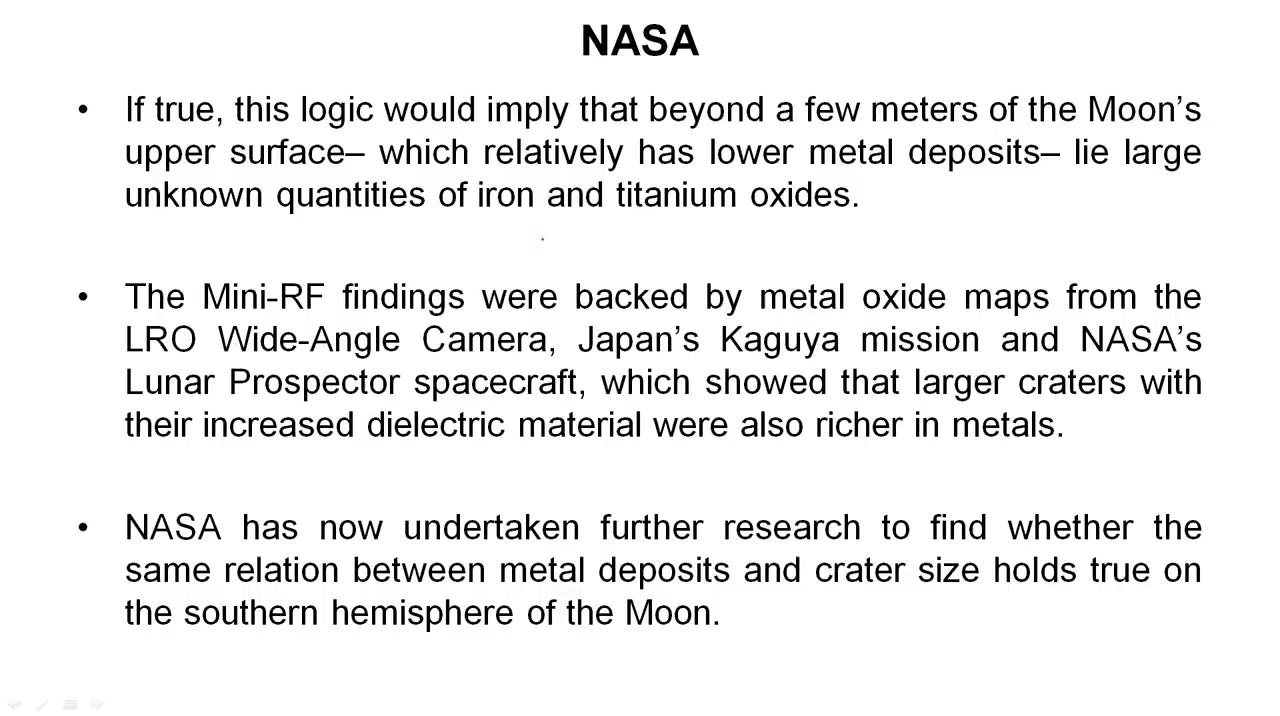 NASA
• If true, this logic would imply that beyond a few meters of the Moon’s
upper surface– which relatively has lower metal deposits– lie large
unknown quantities of iron and titanium oxides.
• The Mini-RF findings were backed by metal oxide maps from the
LRO Wide-Angle Camera, Japan’s Kaguya mission and NASA’s
Lunar Prospector spacecraft, which showed that larger craters with
their increased dielectric material were also richer in metals.
• NASA has now undertaken further research to find whether the
same relation between metal deposits and crater size holds true on
the southern hemisphere of the Moon.